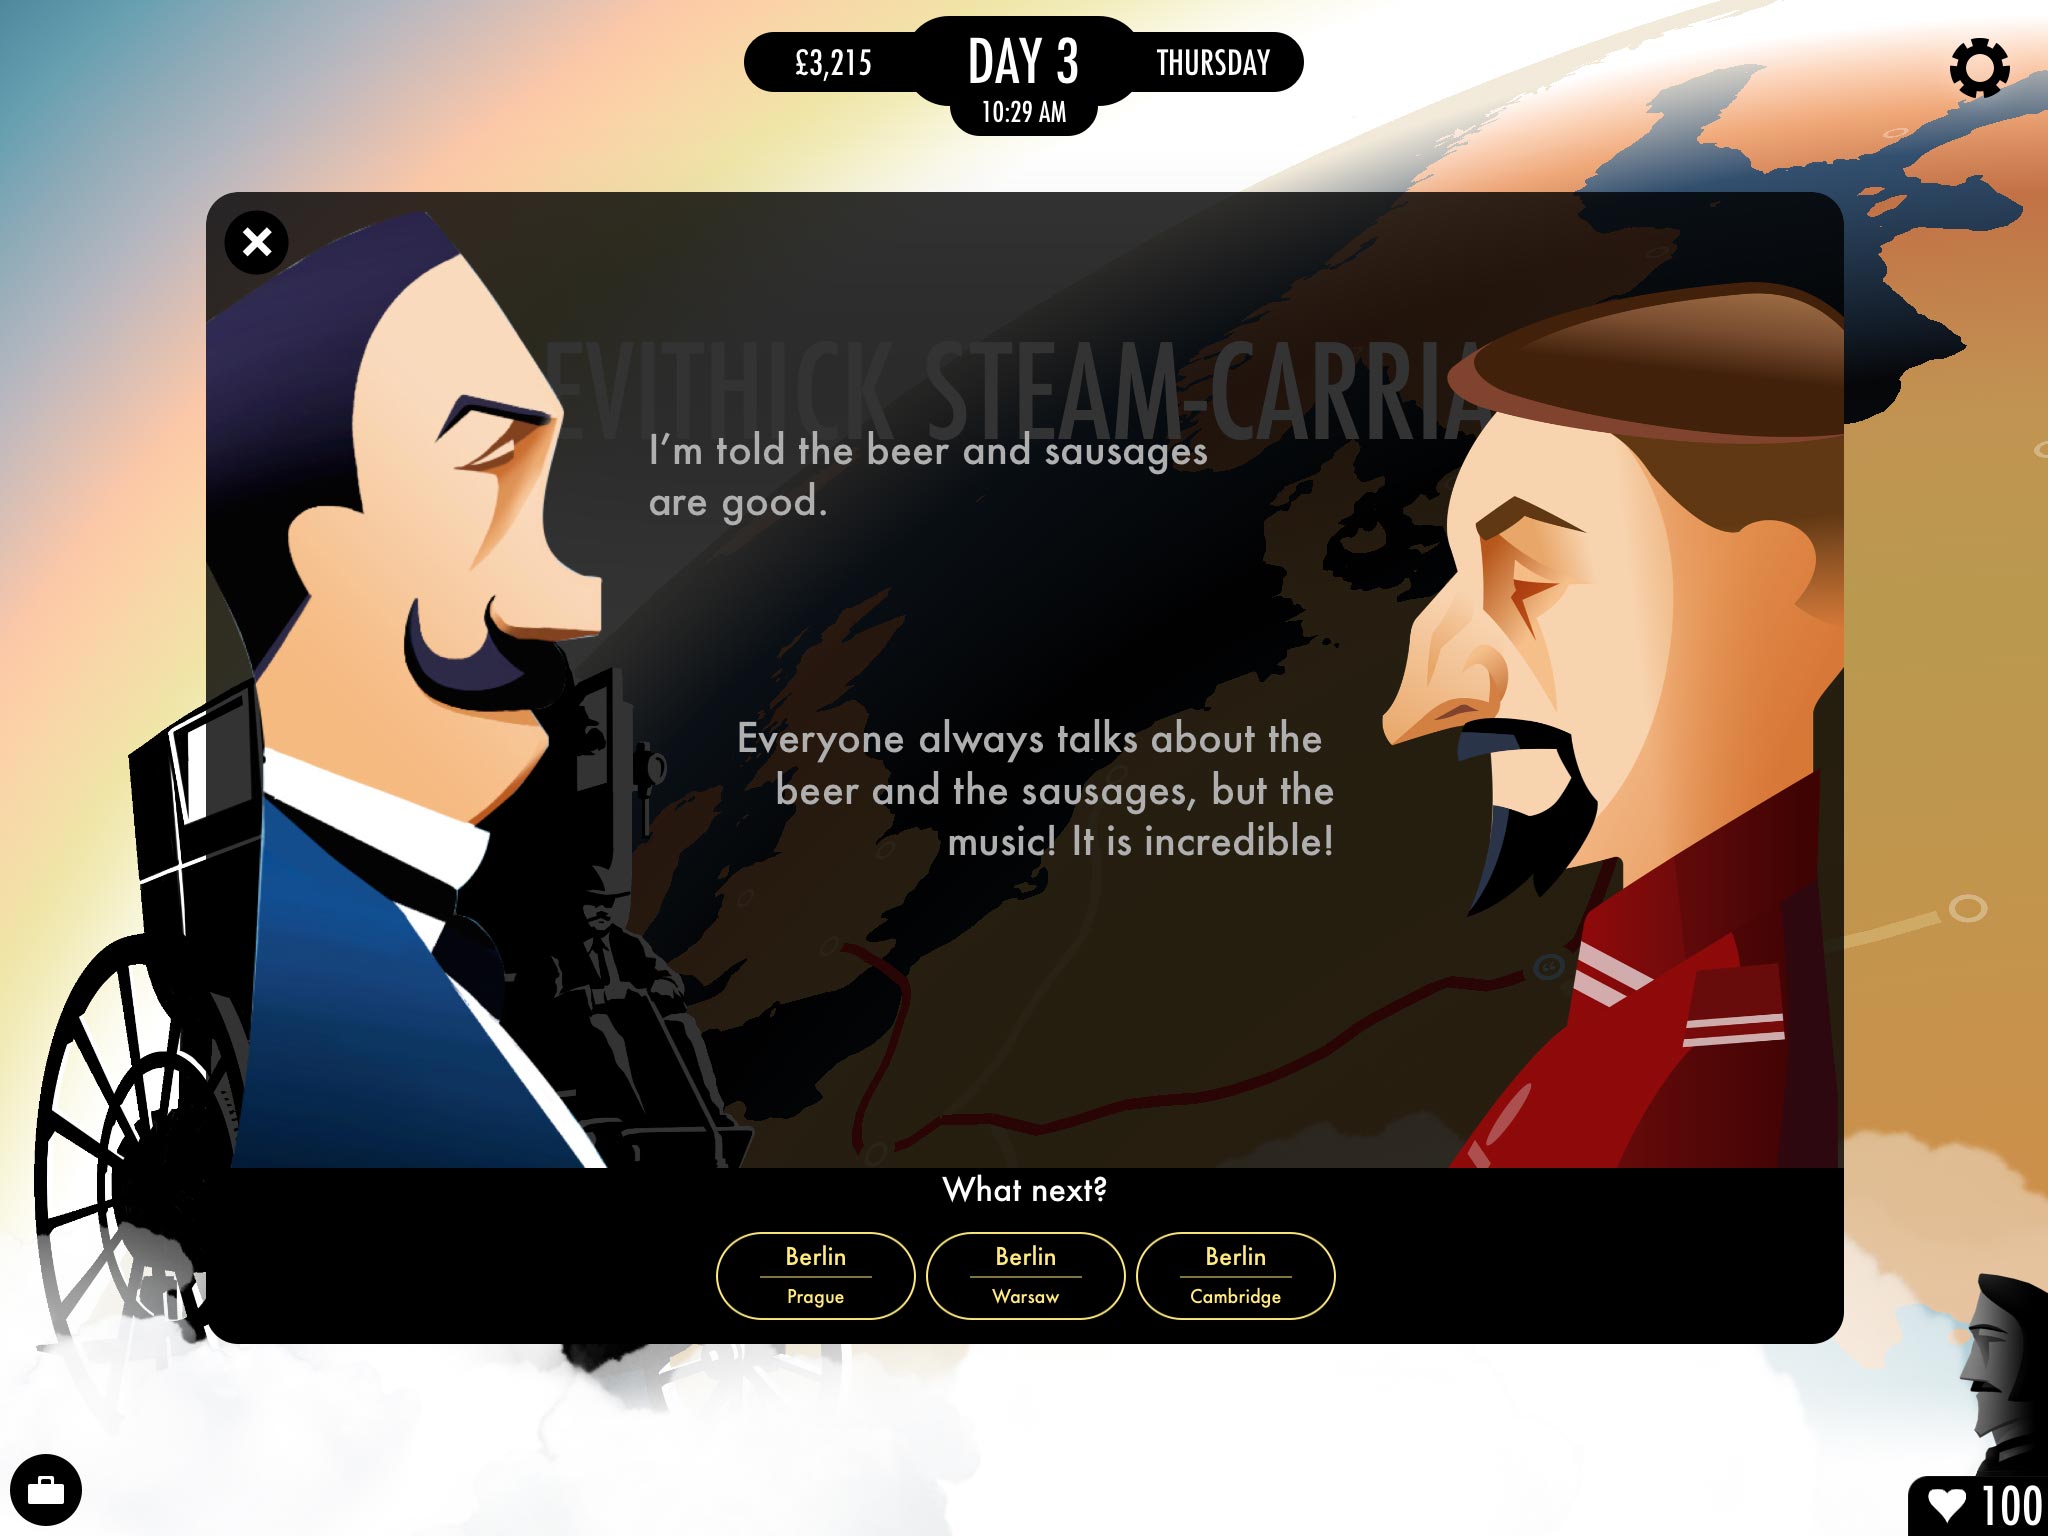 £3,215
DAY 3
THURSDAY
10:29 AM
EVITHICK STEAM-CARRIA
I'm told the beer and sausages
are good.
Everyone always talks about the
beer and the sausages, but the
music! It is incredible!
What next?
Berlin
Prague
Berlin
Warsaw
Berlin
Cambridge
100